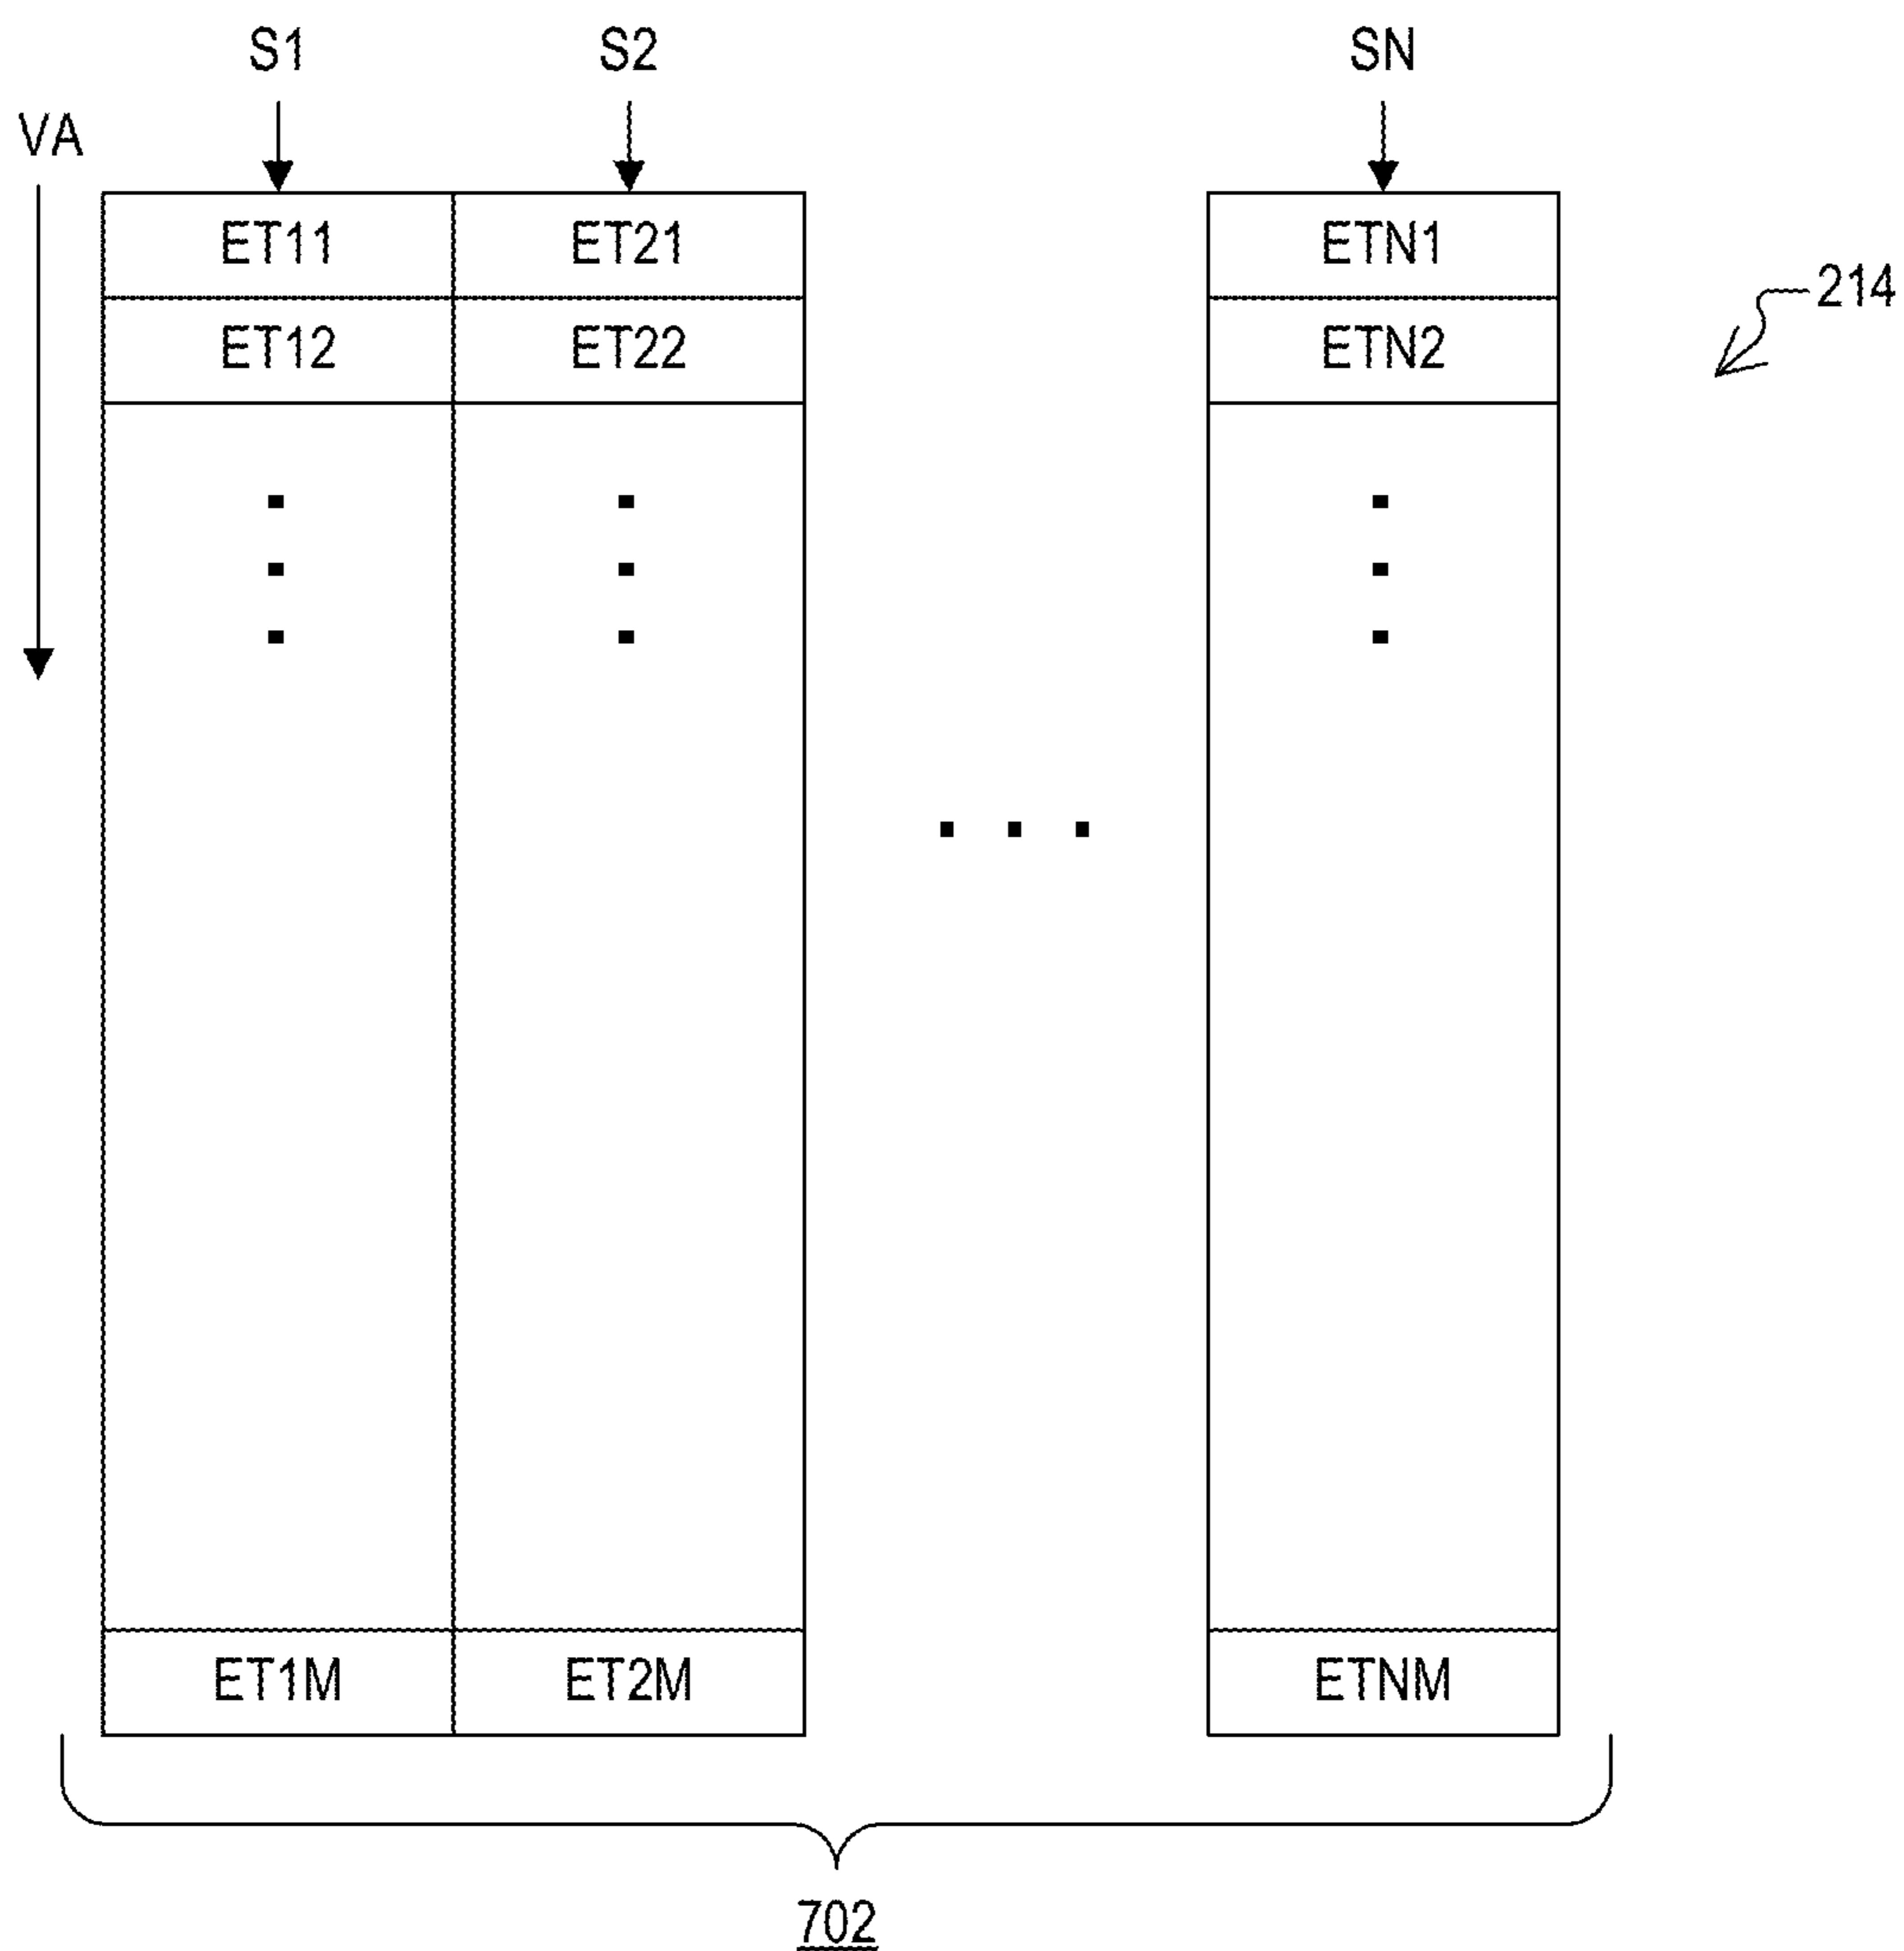 S1 S2 SN
VA
ET11 ET21 ETN1
214
ET12 ET22 ETN2
ET1M ET2M ETNM
702